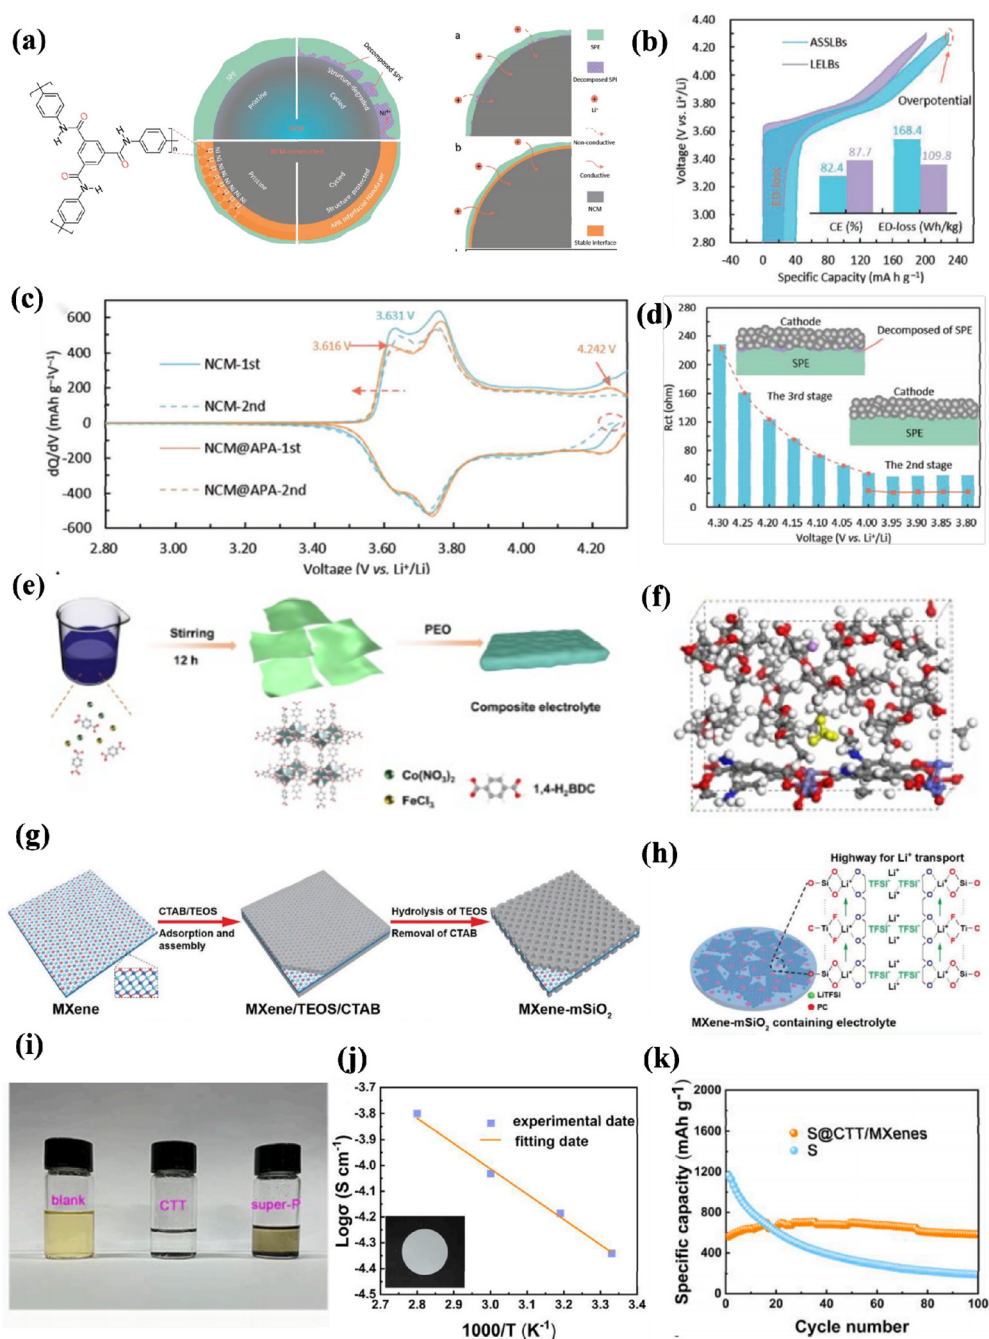 (a)
O
N
H
O
N
H
O
N
H
n
SPE
Pristine
Structure-degraded
Cycled
Decomposed SPE
Pristine
Cycled
Structure-protected
APA interfacial translayer
a
SPE
Decomposed SPE
Li⁺
Non-conductive
Conductive
NCM
Stable interface
b
(b)
Voltage (V vs. Li⁺/Li)
4.40
4.20
4.00
3.80
3.60
3.40
3.20
3.00
2.80
ASSLBs
LELBs
Overpotential
ED-loss
82.4
87.7
168.4
109.8
CE (%)
ED-loss (Wh/kg)
-40 0 40 80 120 160 200 240 280
Specific Capacity (mA h g⁻¹)
(c)
dQ/dV (mAh g⁻¹V⁻¹)
600
400
200
0
-200
-400
-600
3.631 V
3.616 V
4.242 V
NCM-1st
NCM-2nd
NCM@APA-1st
NCM@APA-2nd
2.80 3.00 3.20 3.40 3.60 3.80 4.00 4.20
Voltage (V vs. Li⁺/Li)
(d)
Rct (ohm)
280
240
200
160
120
80
40
0
Cathode
Decomposed of SPE
SPE
The 3rd stage
Cathode
SPE
The 2nd stage
4.30 4.25 4.20 4.15 4.10 4.05 4.00 3.95 3.90 3.85 3.80
Voltage (V vs. Li⁺/Li)
(e)
Stirring
12 h
PEO
Composite electrolyte
Co(NO₃)₂
FeCl₃
1,4-H₂BDC
(f)
(g)
CTAB/TEOS
Adsorption and
assembly
Hydrolysis of TEOS
Removal of CTAB
MXene
MXene/TEOS/CTAB
MXene-mSiO₂
(h)
Highway for Li⁺ transport
LiTFSI
PC
MXene-mSiO₂ containing electrolyte
(i)
blank
CTT
super-P
(j)
Logσ (S cm⁻¹)
-3.7
-3.8
-3.9
-4.0
-4.1
-4.2
-4.3
-4.4
-4.5
experimental date
fitting date
2.7 2.8 2.9 3.0 3.1 3.2 3.3 3.4
1000/T (K⁻¹)
(k)
Specific capacity (mAh g⁻¹)
2000
1600
1200
800
400
0
S@CTT/MXenes
S
0 20 40 60 80 100
Cycle number